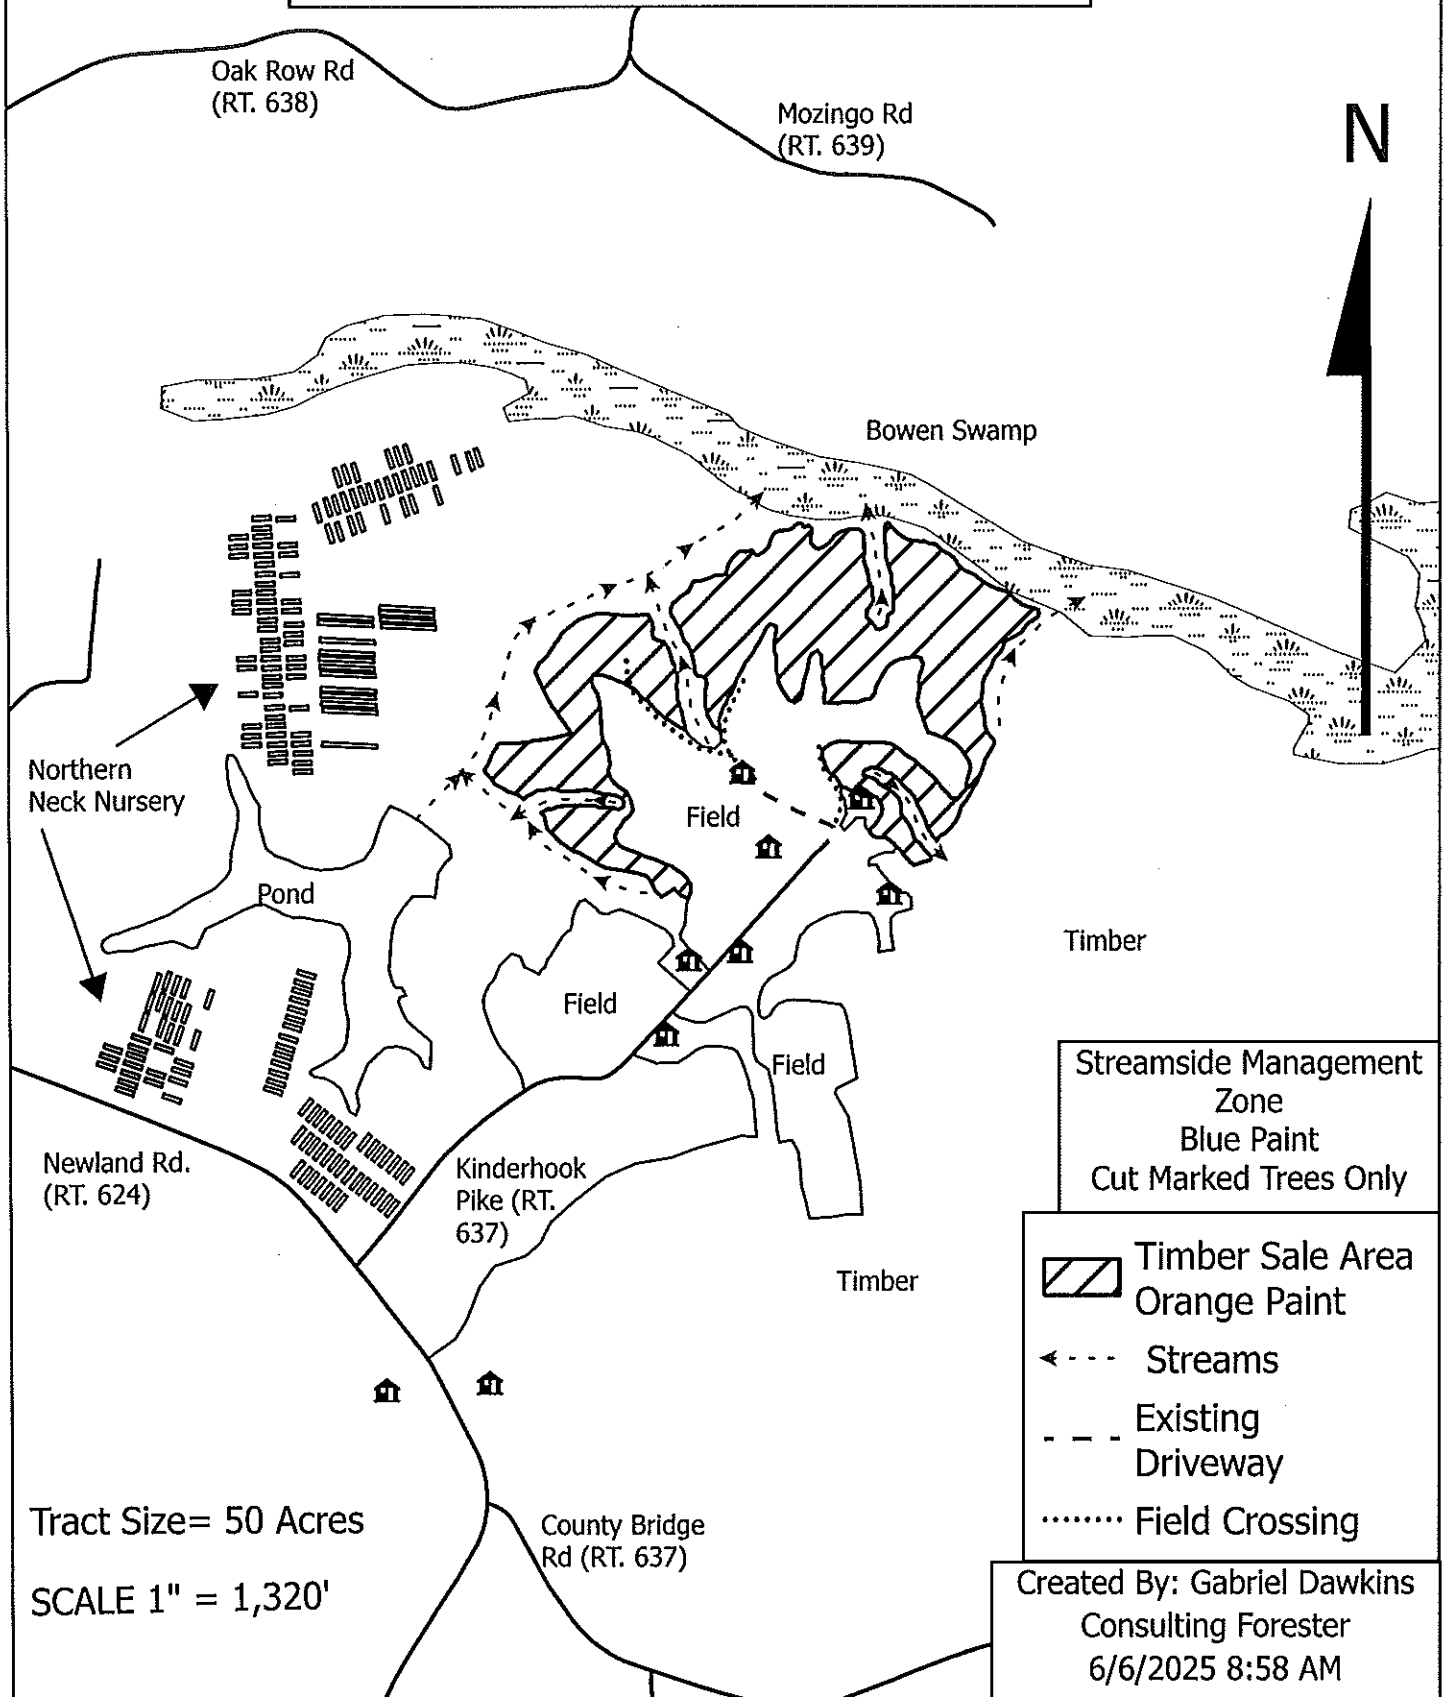 Oak Row Rd
(RT. 638)
Mozingo Rd
(RT. 639)
N
Bowen Swamp
Northern
Neck Nursery
Field
Pond
Timber
Field
Field
Streamside Management
Zone
Blue Paint
Cut Marked Trees Only
Newland Rd.
(RT. 624)
Kinderhook
Pike (RT.
637)
Timber
Timber Sale Area
Orange Paint
Streams
Existing
Driveway
Field Crossing
Tract Size= 50 Acres
SCALE 1" = 1,320'
County Bridge
Rd (RT. 637)
Created By: Gabriel Dawkins
Consulting Forester
6/6/2025 8:58 AM